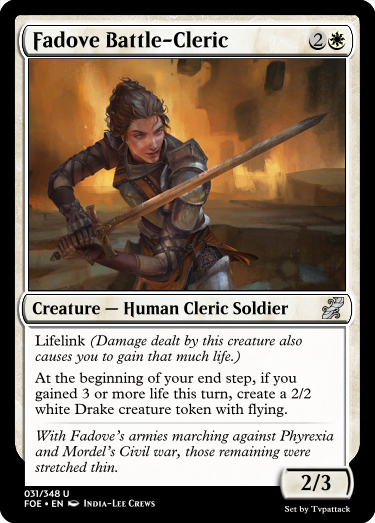 Fadove Battle-Cleric 2
Creature — Human Cleric Soldier
Lifelink (Damage dealt by this creature also
causes you to gain that much life.)
At the beginning of your end step, if you
gained 3 or more life this turn, create a 2/2
white Drake creature token with flying.
With Fadove's armies marching against Phyrexia
and Mordel's Civil war, those remaining were
stretched thin.
2/3
031/348 U
FOE • EN India-Lee Crews
Set by Tvpattack